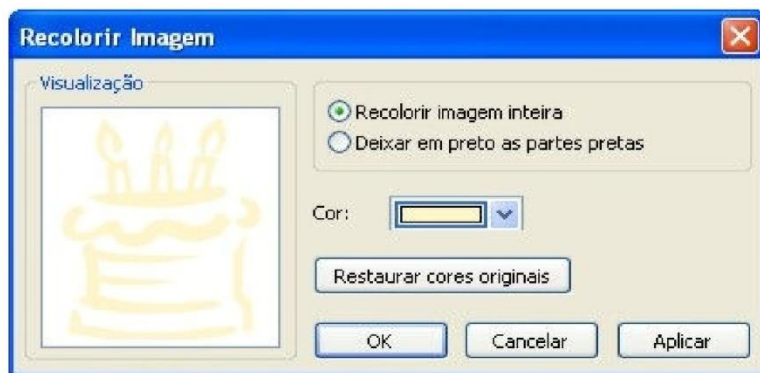 Recolorir Imagem
Visualização
Recolorir imagem inteira
Deixar em preto as partes pretas
Cor:
Restaurar cores originais
OK
Cancelar
Aplicar